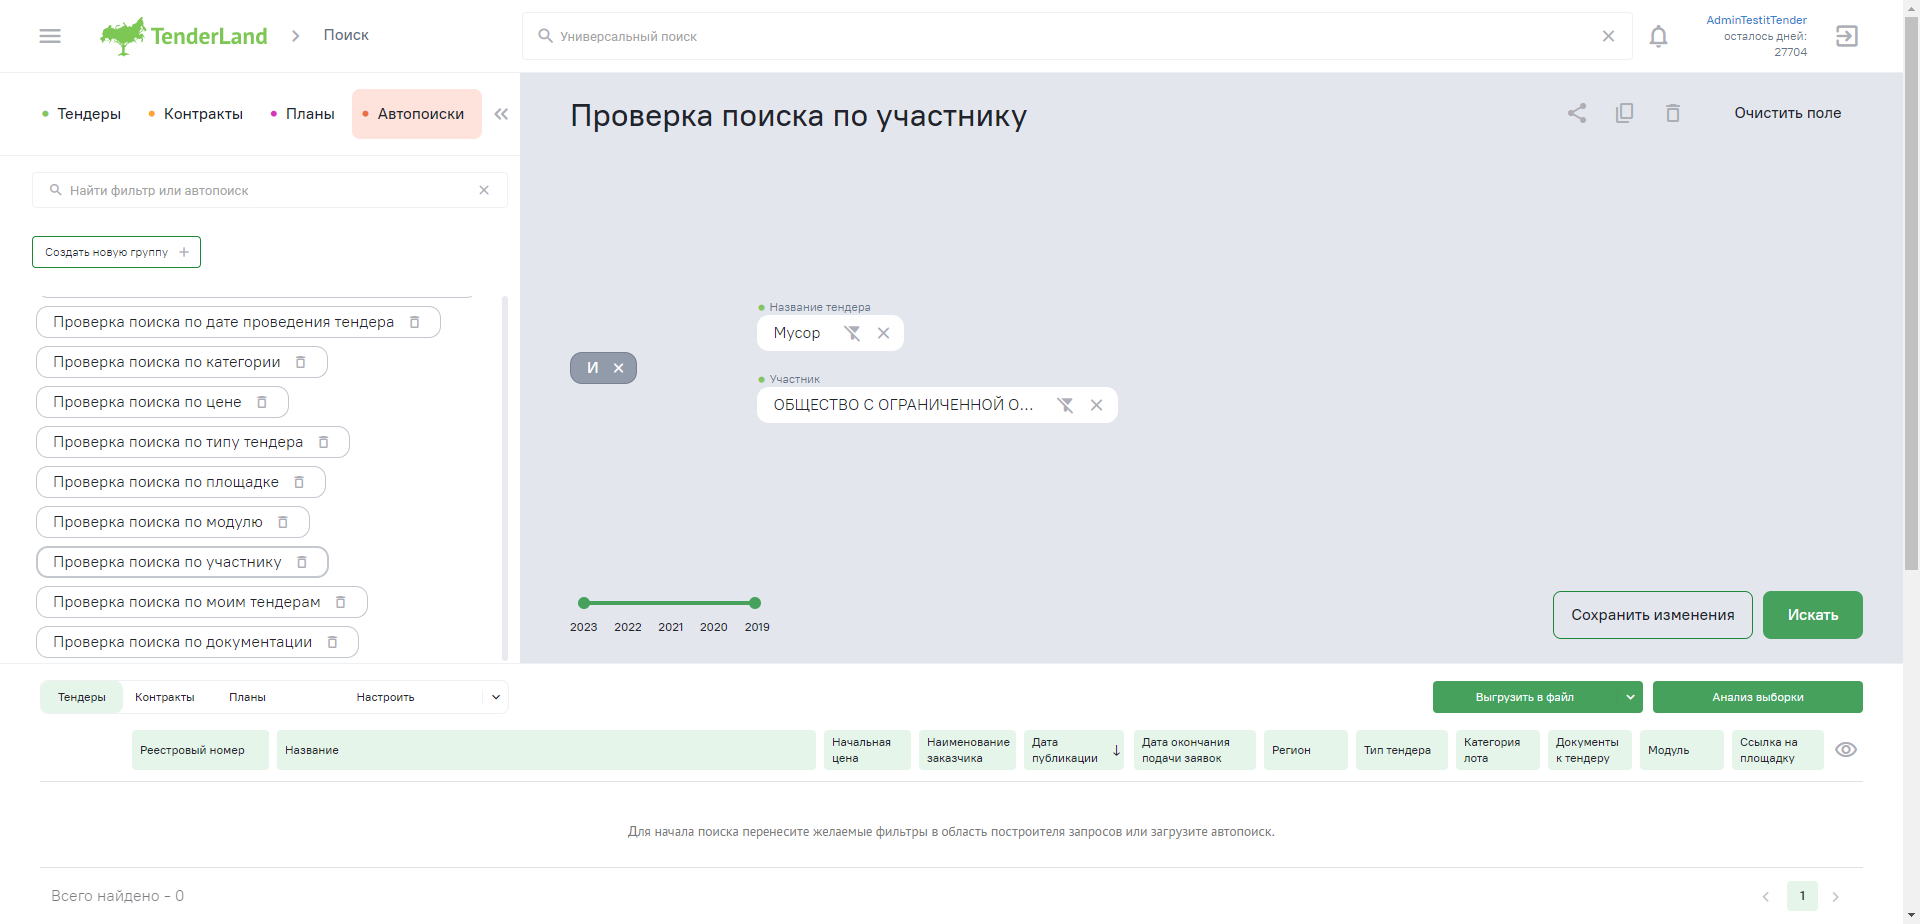 TenderLand
Поиск
Универсальный поиск
AdminTestitTender
осталось дней:
27704
Тендеры
Контракты
Планы
Автопоиски
Проверка поиска по участнику
Очистить поле
Найти фильтр или автопоиск
Создать новую группу
Проверка поиска по дате проведения тендера
Проверка поиска по категории
Проверка поиска по цене
Проверка поиска по типу тендера
Проверка поиска по площадке
Проверка поиска по модулю
Проверка поиска по участнику
Проверка поиска по моим тендерам
Проверка поиска по документации
Название тендера
Мусор
И
Участник
ОБЩЕСТВО С ОГРАНИЧЕННОЙ О...
2023 2022 2021 2020 2019
Сохранить изменения
Искать
Тендеры
Контракты
Планы
Настроить
Выгрузить в файл
Анализ выборки
Реестровый номер
Название
Начальная
цена
Наименование
заказчика
Дата
публикации
Дата окончания
подачи заявок
Регион
Тип тендера
Категория
лота
Документы
к тендеру
Модуль
Ссылка на
площадку
Для начала поиска перенесите желаемые фильтры в область построителя запросов или загрузите автопоиск.
Всего найдено - 0
1